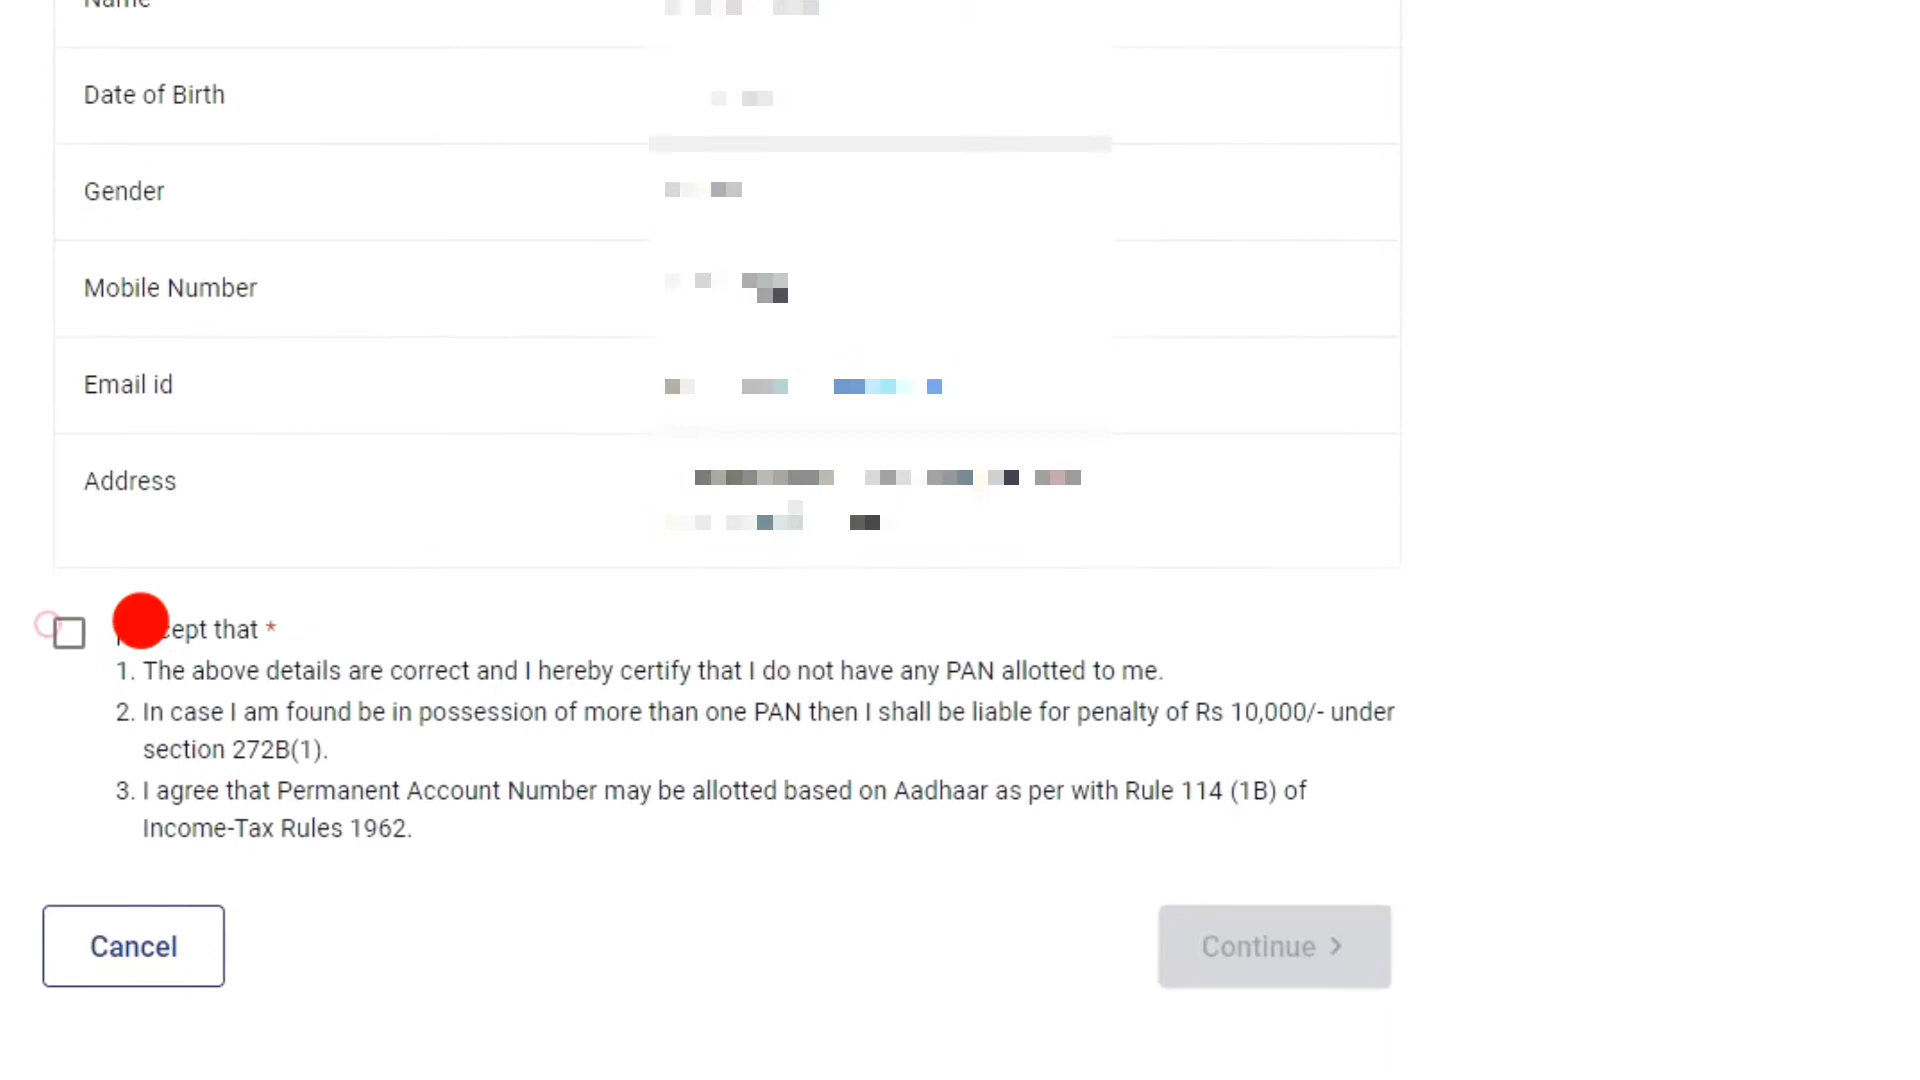 Name
Date of Birth
Gender
Mobile Number
Email id
Address
cept that *
1. The above details are correct and I hereby certify that I do not have any PAN allotted to me.
2. In case I am found be in possession of more than one PAN then I shall be liable for penalty of Rs 10,000/- under
section 272B(1).
3. I agree that Permanent Account Number may be allotted based on Aadhaar as per with Rule 114 (1B) of
Income-Tax Rules 1962.
Cancel
Continue >